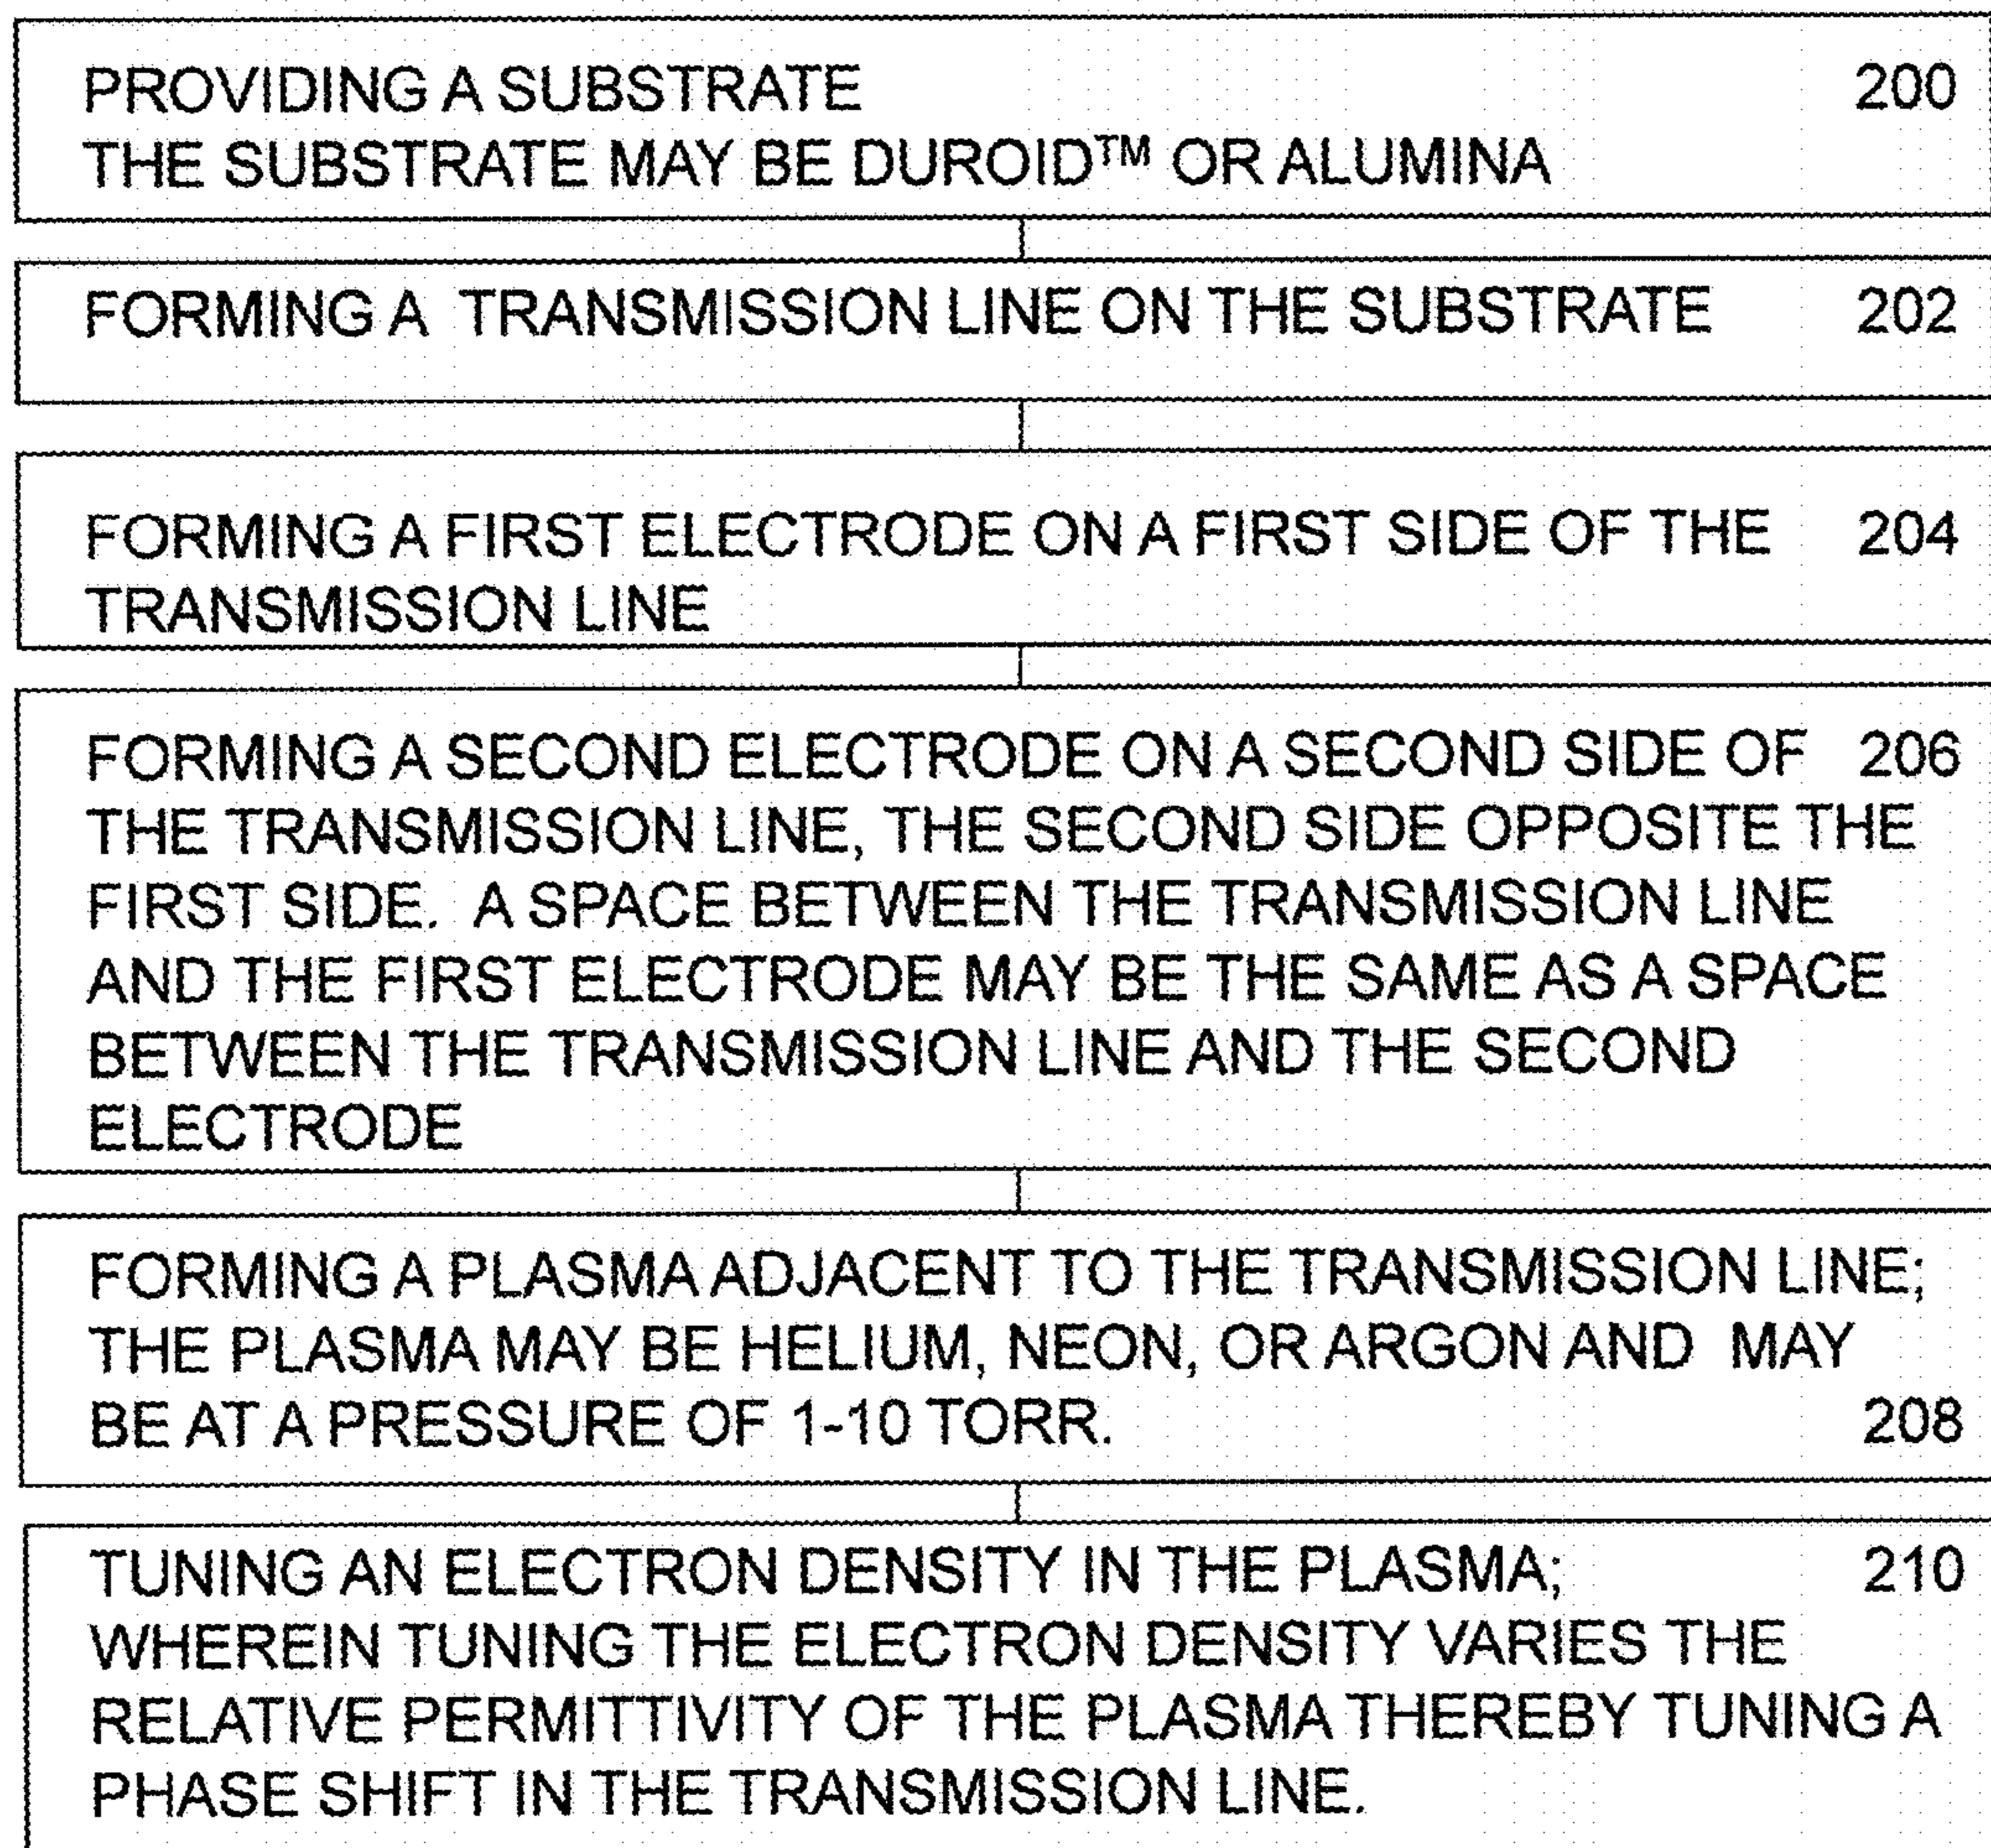 PROVIDING A SUBSTRATE 200
THE SUBSTRATE MAY BE DUROID™ OR ALUMINA
FORMING A TRANSMISSION LINE ON THE SUBSTRATE 202
FORMING A FIRST ELECTRODE ON A FIRST SIDE OF THE 204
TRANSMISSION LINE
FORMING A SECOND ELECTRODE ON A SECOND SIDE OF 206
THE TRANSMISSION LINE, THE SECOND SIDE OPPOSITE THE
FIRST SIDE. A SPACE BETWEEN THE TRANSMISSION LINE
AND THE FIRST ELECTRODE MAY BE THE SAME AS A SPACE
BETWEEN THE TRANSMISSION LINE AND THE SECOND
ELECTRODE
FORMING A PLASMA ADJACENT TO THE TRANSMISSION LINE;
THE PLASMA MAY BE HELIUM, NEON, OR ARGON AND MAY
BE AT A PRESSURE OF 1-10 TORR. 208
TUNING AN ELECTRON DENSITY IN THE PLASMA; 210
WHEREIN TUNING THE ELECTRON DENSITY VARIES THE
RELATIVE PERMITTIVITY OF THE PLASMA THEREBY TUNING A
PHASE SHIFT IN THE TRANSMISSION LINE.